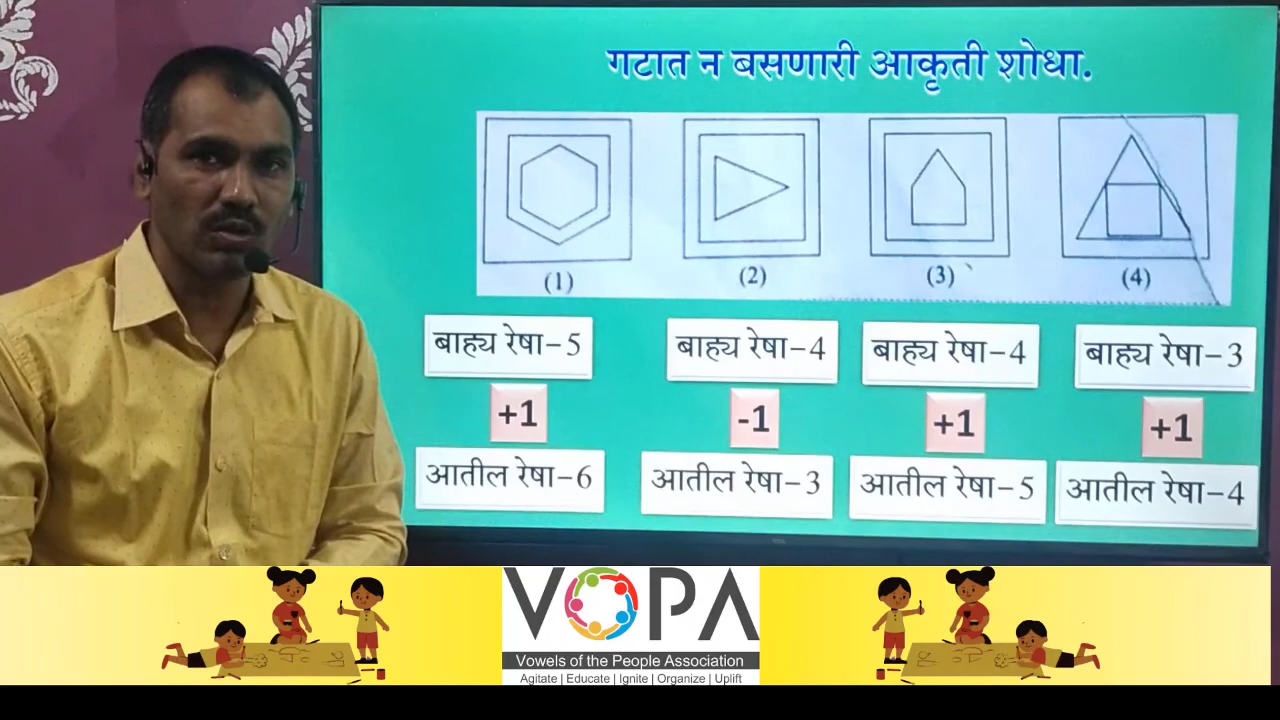 गटात न बसणारी आकृती शोधा.
(1) (2) (3) (4)
बाह्य रेषा-5 बाह्य रेषा-4 बाह्य रेषा-4 बाह्य रेषा-3
+1 -1 +1 +1
आतील रेषा-6 आतील रेषा-3 आतील रेषा-5 आतील रेषा-4
VOPA
Vowels of the People Association
Agitate | Educate | Ignite | Organize | Uplift